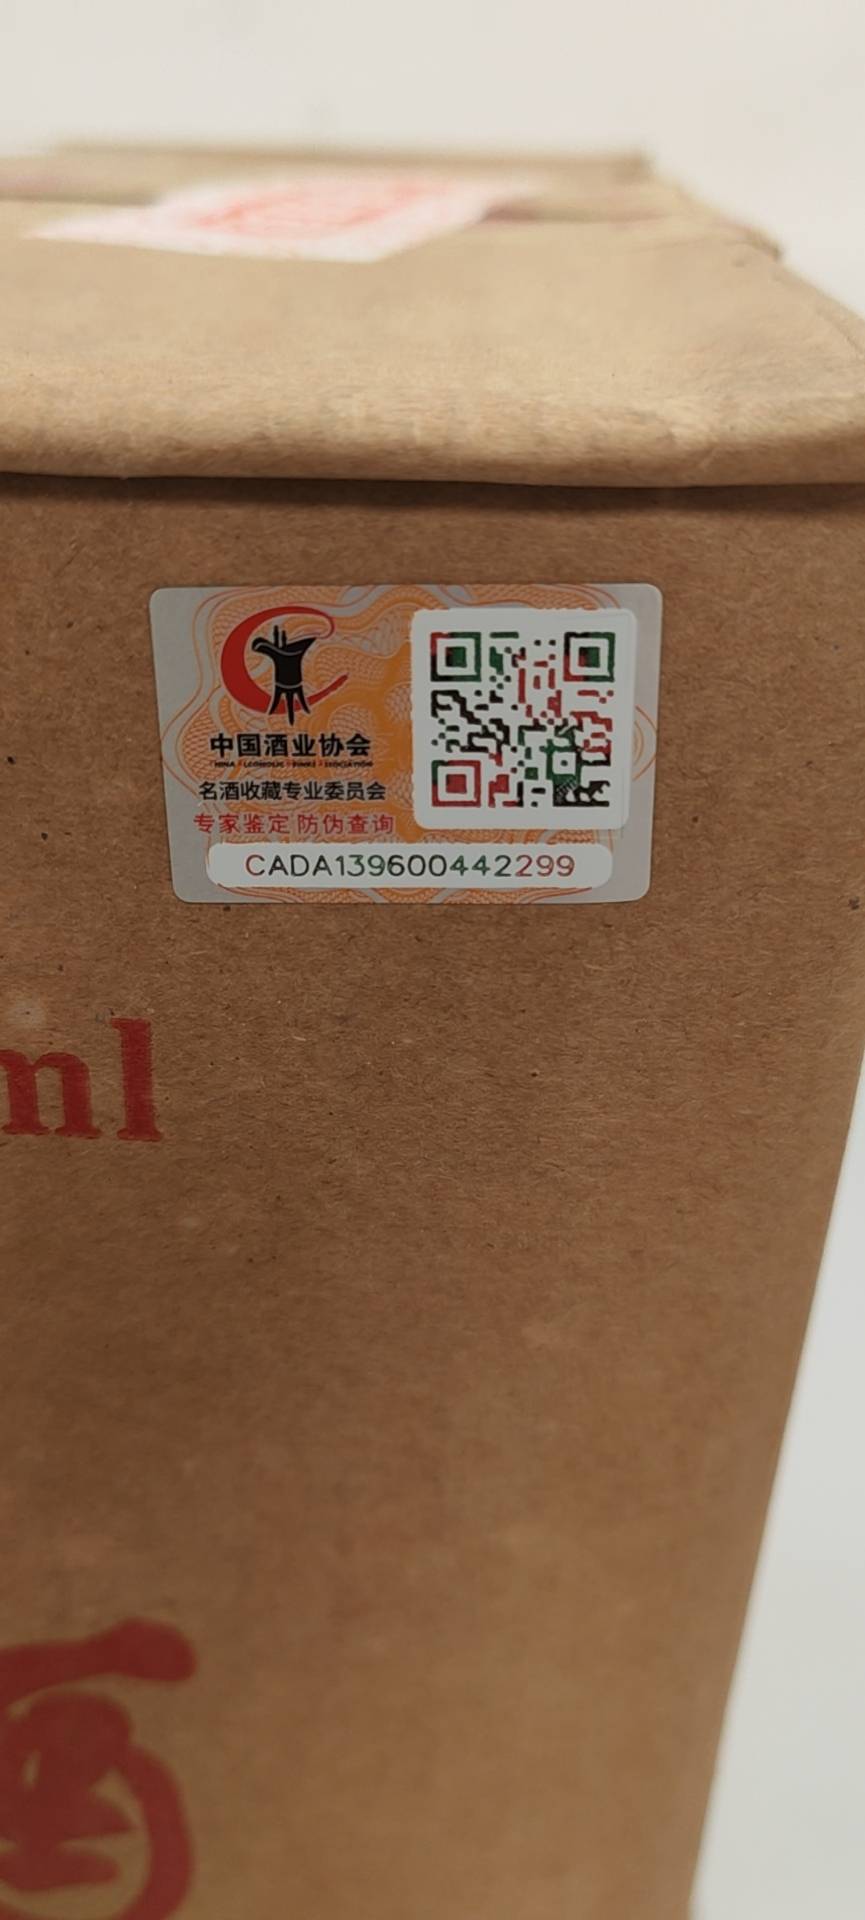 中国酒业协会
名酒收藏专业委员会
专家鉴定 防伪查询
CADA139600442299
ml
酒